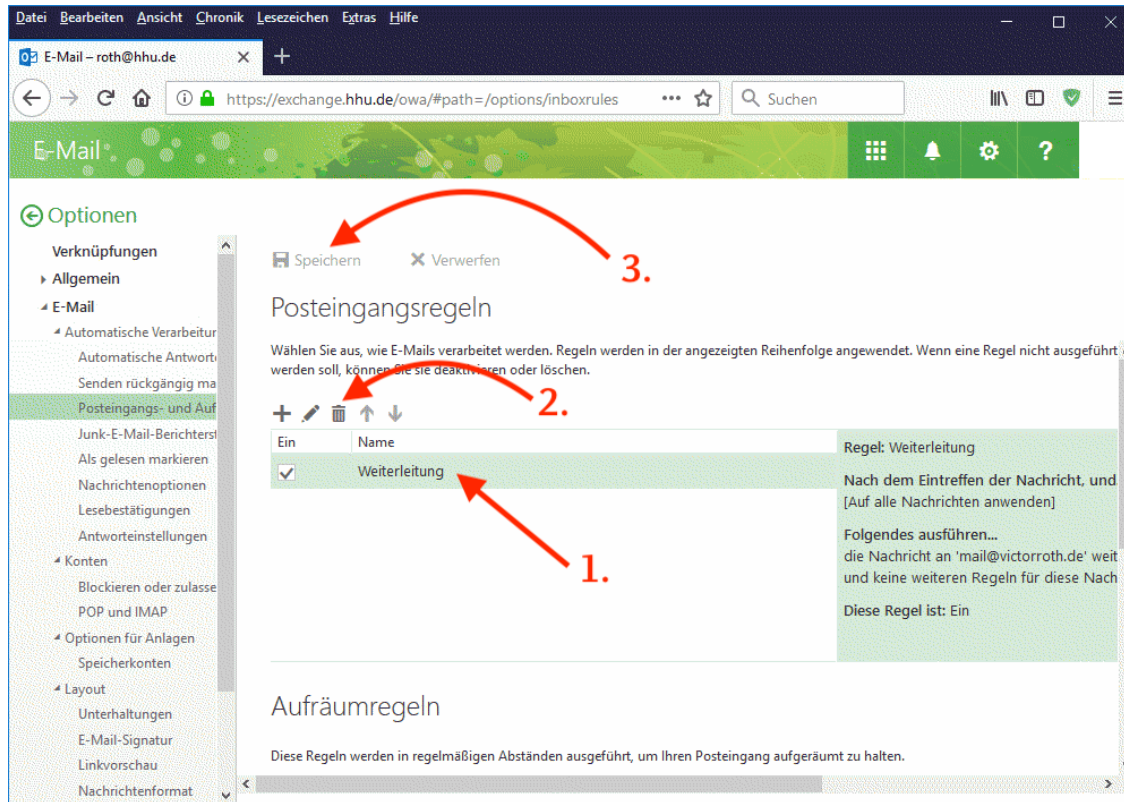 Datei Bearbeiten Ansicht Chronik Lesezeichen Extras Hilfe
E-Mail – roth@hhu.de
https://exchange.hhu.de/owa/#path=/options/inboxrules
Suchen
E-Mail
?
Optionen
Verknüpfungen
Allgemein
E-Mail
Automatische Verarbeitur
Automatische Antworte
Senden rückgängig ma
Posteingangs- und Auf
Junk-E-Mail-Berichterst
Als gelesen markieren
Nachrichtenoptionen
Lesebestätigungen
Antworteinstellungen
Konten
Blockieren oder zulasse
POP und IMAP
Optionen für Anlagen
Speicherkonten
Layout
Unterhaltungen
E-Mail-Signatur
Linkvorschau
Nachrichtenformat
Speichern Verwerfen
3.
Posteingangsregeln
Wählen Sie aus, wie E-Mails verarbeitet werden. Regeln werden in der angezeigten Reihenfolge angewendet. Wenn eine Regel nicht ausgeführt
werden soll, können Sie sie deaktivieren oder löschen.
2.
Ein Name
Weiterleitung
1.
Regel: Weiterleitung
Nach dem Eintreffen der Nachricht, und
[Auf alle Nachrichten anwenden]
Folgendes ausführen...
die Nachricht an 'mail@victorroth.de' weit
und keine weiteren Regeln für diese Nach
Diese Regel ist: Ein
Aufräumregeln
Diese Regeln werden in regelmäßigen Abständen ausgeführt, um Ihren Posteingang aufgeräumt zu halten.